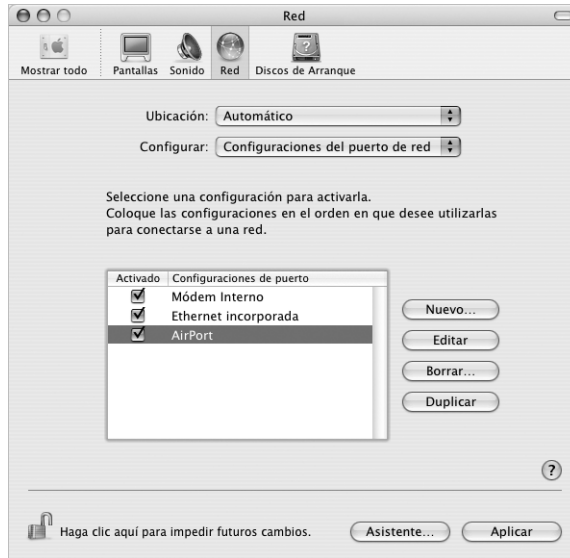 Red
Mostrar todo Pantallas Sonido Red Discos de Arranque
Ubicación: Automático
Configurar: Configuraciones del puerto de red
Seleccione una configuración para activarla.
Coloque las configuraciones en el orden en que desee utilizarlas
para conectarse a una red.
Activado Configuraciones de puerto
Módem Interno
Ethernet incorporada
AirPort
Nuevo...
Editar
Borrar...
Duplicar
?
Haga clic aquí para impedir futuros cambios. Asistente... Aplicar